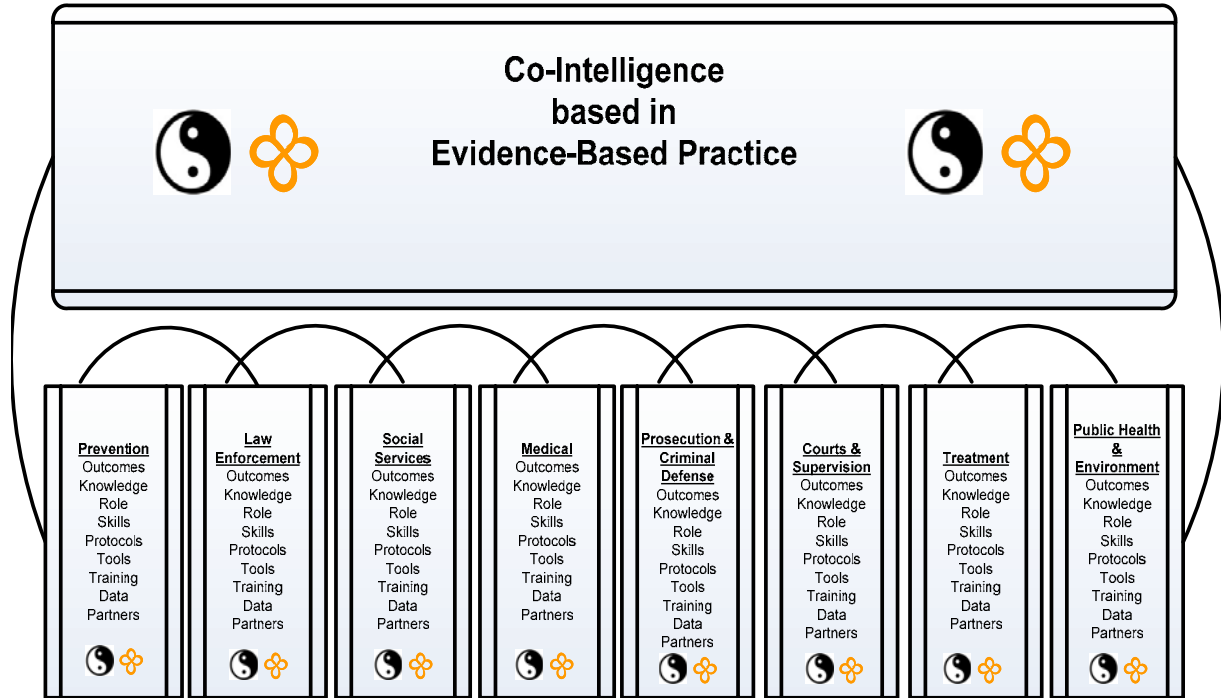 Co-Intelligence
based in
Evidence-Based Practice
Prevention
Outcomes
Knowledge
Role
Skills
Protocols
Tools
Training
Data
Partners
Law
Enforcement
Outcomes
Knowledge
Role
Skills
Protocols
Tools
Training
Data
Partners
Social
Services
Outcomes
Knowledge
Role
Skills
Protocols
Tools
Training
Data
Partners
Medical
Outcomes
Knowledge
Role
Skills
Protocols
Tools
Training
Data
Partners
Prosecution &
Criminal
Defense
Outcomes
Knowledge
Role
Skills
Protocols
Tools
Training
Data
Partners
Courts &
Supervision
Outcomes
Knowledge
Role
Skills
Protocols
Tools
Training
Data
Partners
Treatment
Outcomes
Knowledge
Role
Skills
Protocols
Tools
Training
Data
Partners
Public Health
&
Environment
Outcomes
Knowledge
Role
Skills
Protocols
Tools
Training
Data
Partners